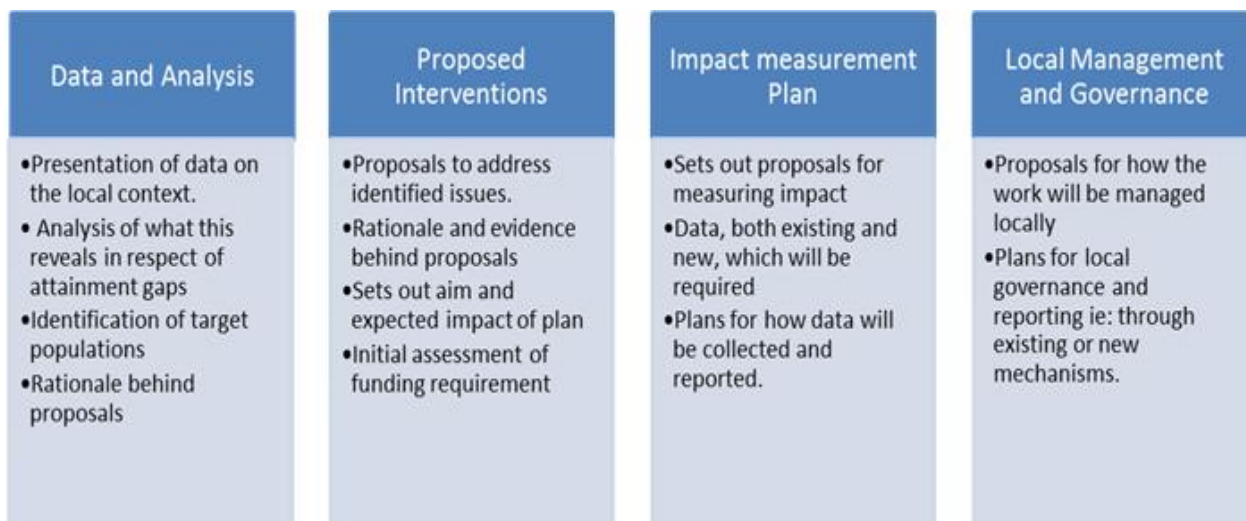 Data and Analysis
•Presentation of data on
the local context.
• Analysis of what this
reveals in respect of
attainment gaps
•Identification of target
populations
•Rationale behind
proposals
Proposed
Interventions
•Proposals to address
identified issues.
•Rationale and evidence
behind proposals
•Sets out aim and
expected impact of plan
•Initial assessment of
funding requirement
Impact measurement
Plan
•Sets out proposals for
measuring impact
•Data, both existing and
new, which will be
required
•Plans for how data will
be collected and
reported.
Local Management
and Governance
•Proposals for how the
work will be managed
locally
•Plans for local
governance and
reporting ie: through
existing or new
mechanisms.